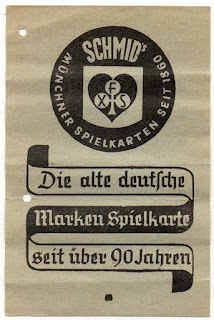 SCHMID's
MÜNCHNER SPIELKARTEN SEIT 1860
F
X S
Die alte deutsche
Marken Spielkarte
seit über 90 Jahren